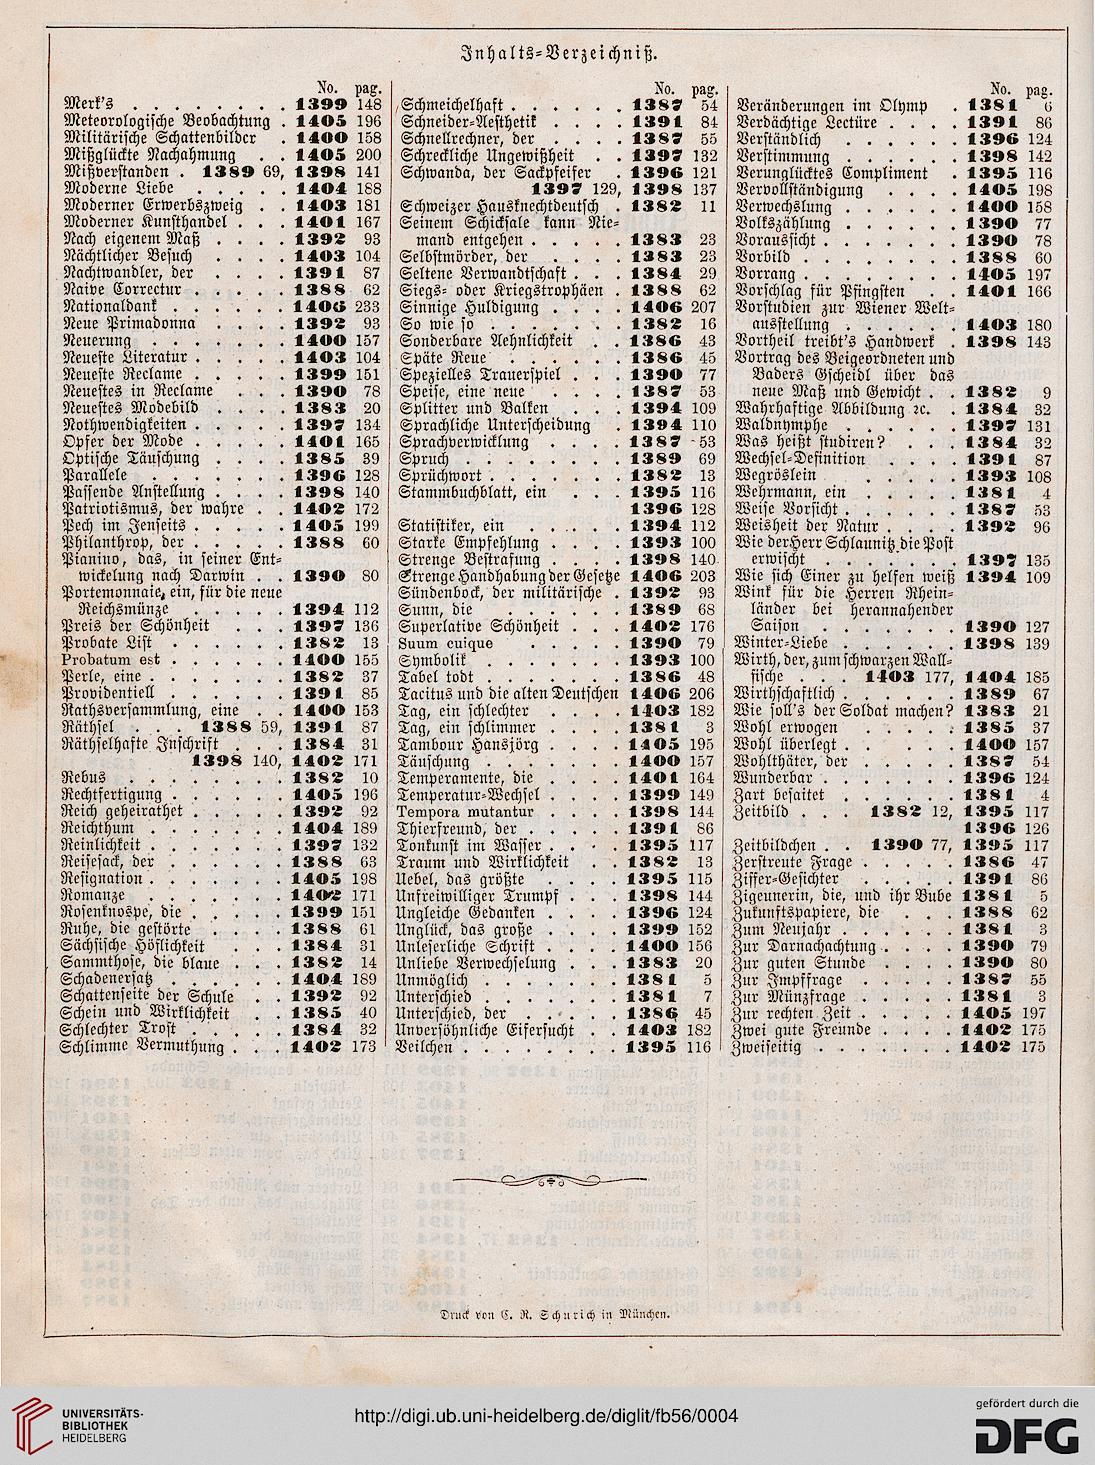 Inhalts-Verzeichniß.
No. pag.
Merk's . . . . . . . . 1399 148
Meteorologische Beobachtung . 1405 196
Militärische Schattenbilder . 1400 158
Mißglückte Nachahmung . . 1405 200
Mißverstanden . 1389 69, 1398 141
Moderne Liebe . . . . . 1404 188
Moderner Erwerbszweig . . 1403 181
Moderner Kunsthandel . . . 1401 167
Nach eigenem Maß . . . . 1392 93
Nächtlicher Besuch . . . . 1403 104
Nachtwandler, der . . . . 1391 87
Naive Correctur . . . . . 1388 62
Nationaldank . . . . . . 1406 233
Neue Primadonna . . . . 1392 93
Neuerung . . . . . . . 1400 157
Neueste Literatur . . . . . 1403 104
Neueste Reclame . . . . . 1399 151
Neuestes in Reclame . . . 1390 78
Neuestes Modebild . . . . 1383 20
Nothwendigkeiten . . . . . 1397 134
Opfer der Mode . . . . . 1401 165
Optische Täuschung . . . . 1385 39
Parallele . . . . . . . 1396 128
Passende Anstellung . . . . 1398 140
Patriotismus, der wahre . . 1402 172
Pech im Jenseits . . . . . 1405 199
Philanthrop, der . . . . . 1388 60
Pianino, das, in seiner Ent-
wickelung nach Darwin . . 1390 80
Portemonnaie, ein, für die neue
Reichsmünze . . . . . 1394 112
Preis der Schönheit . . . 1397 136
Probate List . . . . . . 1382 13
Probatum est . . . . . . 1400 155
Perle, eine . . . . . . . 1382 37
Providentiell . . . . . . 1391 85
Rathsversammlung, eine . . 1400 153
Räthsel . . . 1388 59, 1391 87
Räthselhafte Inschrift . . . 1384 31
1398 140, 1402 171
Rebus . . . . . . . . 1382 10
Rechtfertigung . . . . . . 1405 196
Reich geheirathet . . . . . 1392 92
Reichthum . . . . . . . 1404 189
Reinlichkeit . . . . . . . 1397 132
Reisesack, der . . . . . . 1388 63
Resignation . . . . . . . 1405 198
Romanze . . . . . . . 1402 171
Rosenknospe, die . . . . . 1399 151
Ruhe, die gestörte . . . . 1388 61
Sächsische Höflichkeit . . . 1384 31
Sammthose, die blaue . . . 1382 14
Schadenersatz . . . . . . 1404 189
Schattenseite der Schule . . 1392 92
Schein und Wirklichkeit . . 1385 40
Schlechter Trost . . . . . 1384 32
Schlimme Vermuthung . . . 1402 173
No. pag.
Schmeichelhaft . . . . . . 1387 54
Schneider-Aesthetik . . . . 1391 84
Schnellrechner, der . . . . 1387 55
Schreckliche Ungewißheit . . 1397 132
Schwanda, der Sackpfeifer . 1396 121
1397 129, 1398 137
Schweizer Hausknechtdeutsch . 1382 11
Seinem Schicksale kann Nie-
mand entgehen . . . . . 1383 23
Selbstmörder, der . . . . 1383 23
Seltene Verwandtschaft . . . 1384 29
Siegs- oder Kriegstrophäen . 1388 62
Sinnige Huldigung . . . . 1406 207
So wie so . . . . . . . 1382 16
Sonderbare Aehnlichkeit . . 1386 43
Späte Reue . . . . . . 1386 45
Spezielles Trauerspiel . . . 1390 77
Speise, eine neue . . . . 1387 53
Splitter und Balken . . . 1394 109
Sprachliche Unterscheidung . 1394 110
Sprachverwicklung . . . . 1387 53
Spruch . . . . . . . . 1389 69
Sprüchwort . . . . . . . 1382 13
Stammbuchblatt, ein . . . 1395 116
1396 128
Statistiker, ein . . . . . 1394 112
Starke Empfehlung . . . . 1393 100
Strenge Bestrafung . . . . 1398 140
Strenge Handhabung der Gesetze 1406 203
Sündenbock, der militärische . 1392 93
Sunn, die . . . . . . . 1389 68
Superlative Schönheit . . . 1402 176
Suum cuique . . . . . 1390 79
Symbolik . . . . . . . 1393 100
Tabel todt . . . . . . . 1386 48
Tacitus und die alten Deutschen 1406 206
Tag, ein schlechter . . . . 1403 182
Tag, ein schlimmer . . . . 1381 3
Tambour Hansjörg . . . . 1405 195
Täuschung . . . . . . . 1400 157
Temperamente, die . . . . 1401 164
Temperatur-Wechsel . . . . 1399 149
Tempora mutantur . . . . 1398 144
Thierfreund, der . . . . . 1391 86
Tonkunst im Wasser . . . . 1395 117
Traum und Wirklichkeit . . 1382 13
Uebel, das größte . . . . 1395 115
Unfreiwilliger Trumpf . . . 1398 144
Ungleiche Gedanken . . . . 1396 124
Unglück, das große . . . . 1399 152
Unleserliche Schrift . . . . 1400 156
Unliebe Verwechselung . . . 1383 20
Unmöglich . . . . . . . 1381 5
Unterschied . . . . . . . 1381 7
Unterschied, der . . . . . 1386 45
Unversöhnliche Eifersucht . . 1403 182
Veilchen . . . . . . . . 1395 116
No. pag.
Veränderungen im Olymp . 1381 6
Verdächtige Lectüre . . . . 1391 86
Verständlich . . . . . . 1396 124
Verstimmung . . . . . . 1398 142
Verunglücktes Compliment . 1395 116
Vervollständigung . . . . 1405 198
Verwechslung . . . . . . 1400 158
Volkszählung . . . . . . 1390 77
Voraussicht . . . . . . . 1390 78
Vorbild . . . . . . . . 1388 60
Vorrang . . . . . . . . 1405 197
Vorschlag für Pfingsten . . 1401 166
Vorstudien zur Wiener Welt-
ausstellung . . . . . . 1403 180
Vortheil treibt's Handwerk . 1398 143
Vortrag des Beigeordneten und
Baders Gscheidl über das
neue Maß und Gewicht . . 1382 9
Wahrhaftige Abbildung ꝛc. . 1384 32
Waldnymphe . . . . . . 1397 131
Was heißt studiren? . . . 1384 32
Wechsel-Definition . . . . 1391 87
Wegröslein . . . . . . 1393 108
Wehrmann, ein . . . . . 1381 4
Weise Vorsicht . . . . . . 1387 53
Weisheit der Natur . . . . 1392 96
Wie der Herr Schlaunitz die Post
erwischt . . . . . . . 1397 135
Wie sich Einer zu helfen weiß 1394 109
Wink für die Herren Rhein-
länder bei herannahender
Saison . . . . . . . 1390 127
Winter-Liebe . . . . . . 1398 139
Wirth, der, zum schwarzen Wall-
fische . . . 1403 177, 1404 185
Wirthschaftlich . . . . . . 1389 67
Wie soll's der Soldat machen? 1383 21
Wohl erwogen . . . . . 1385 37
Wohl überlegt . . . . . . 1400 157
Wohlthäter, der . . . . . 1387 54
Wunderbar . . . . . . . 1396 124
Zart besaitet . . . . . . 1381 4
Zeitbild . . . 1382 12, 1395 117
1396 126
Zeitbildchen . . 1390 77, 1395 117
Zerstreute Frage . . . . . 1386 47
Ziffer-Gesichter . . . . . 1391 86
Zigeunerin, die, und ihr Bube 1381 5
Zukunftspapiere, die . . . 1388 62
Zum Neujahr . . . . . . 1381 3
Zur Darnachachtung . . . . 1390 79
Zur guten Stunde . . . . 1390 80
Zur Impffrage . . . . . 1387 55
Zur Münzfrage . . . . . 1381 3
Zur rechten Zeit . . . . . 1405 197
Zwei gute Freunde . . . . 1402 175
Zweiseitig . . . . . . . 1402 175
Druck von C. R. Schurich in München.
UNIVERSITÄTS-
BIBLIOTHEK
HEIDELBERG
http://digi.ub.uni-heidelberg.de/diglit/fb56/0004
gefördert durch die
DFG